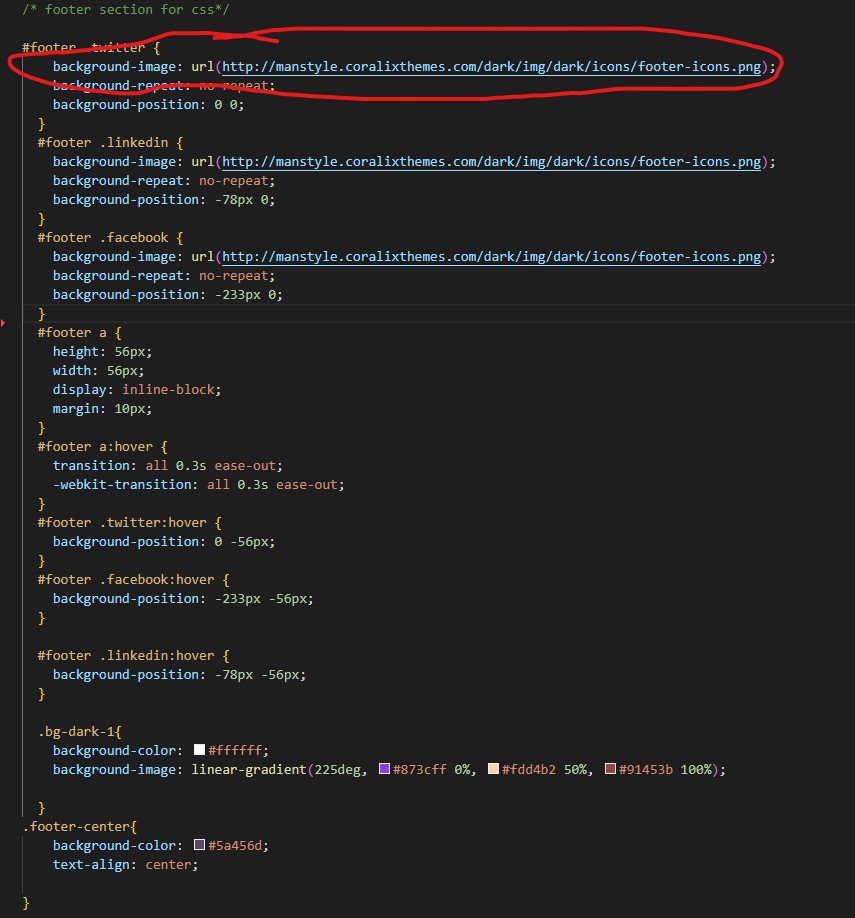 /* footer section for css*/
#footer .twitter {
background-image: url(http://manstyle.coralixthemes.com/dark/img/dark/icons/footer-icons.png);
background-repeat: no-repeat;
background-position: 0 0;
}
#footer .linkedin {
background-image: url(http://manstyle.coralixthemes.com/dark/img/dark/icons/footer-icons.png);
background-repeat: no-repeat;
background-position: -78px 0;
}
#footer .facebook {
background-image: url(http://manstyle.coralixthemes.com/dark/img/dark/icons/footer-icons.png);
background-repeat: no-repeat;
background-position: -233px 0;
}
#footer a {
height: 56px;
width: 56px;
display: inline-block;
margin: 10px;
}
#footer a:hover {
transition: all 0.3s ease-out;
-webkit-transition: all 0.3s ease-out;
}
#footer .twitter:hover {
background-position: 0 -56px;
}
#footer .facebook:hover {
background-position: -233px -56px;
}
#footer .linkedin:hover {
background-position: -78px -56px;
}
.bg-dark-1{
background-color: #ffffff;
background-image: linear-gradient(225deg, #873cff 0%, #fdd4b2 50%, #91453b 100%);
}
.footer-center{
background-color: #5a456d;
text-align: center;
}